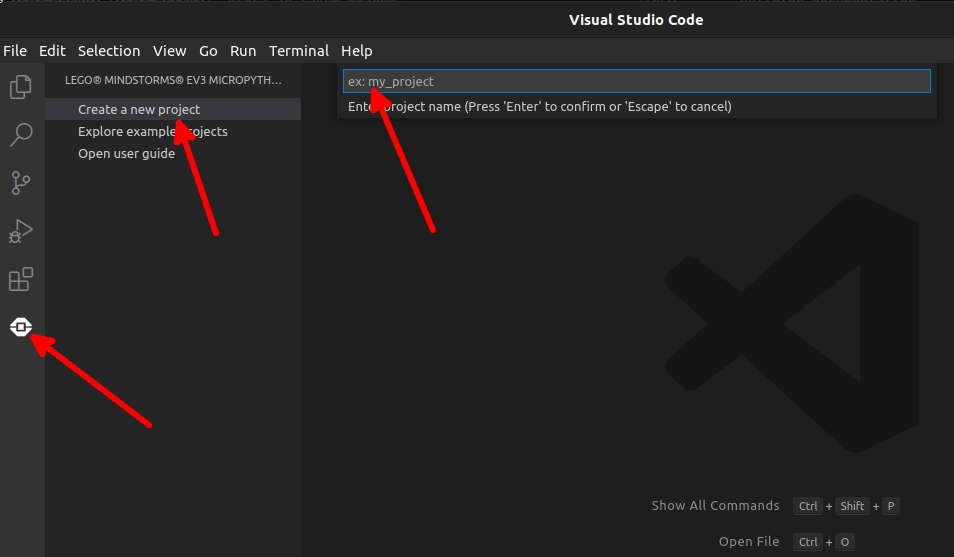 Visual Studio Code
File Edit Selection View Go Run Terminal Help
LEGO® MINDSTORMS® EV3 MICROPYTH...
ex: my_project
Create a new project
Enter project name (Press 'Enter' to confirm or 'Escape' to cancel)
Explore example projects
Open user guide
Show All Commands Ctrl + Shift + P
Open File Ctrl + O